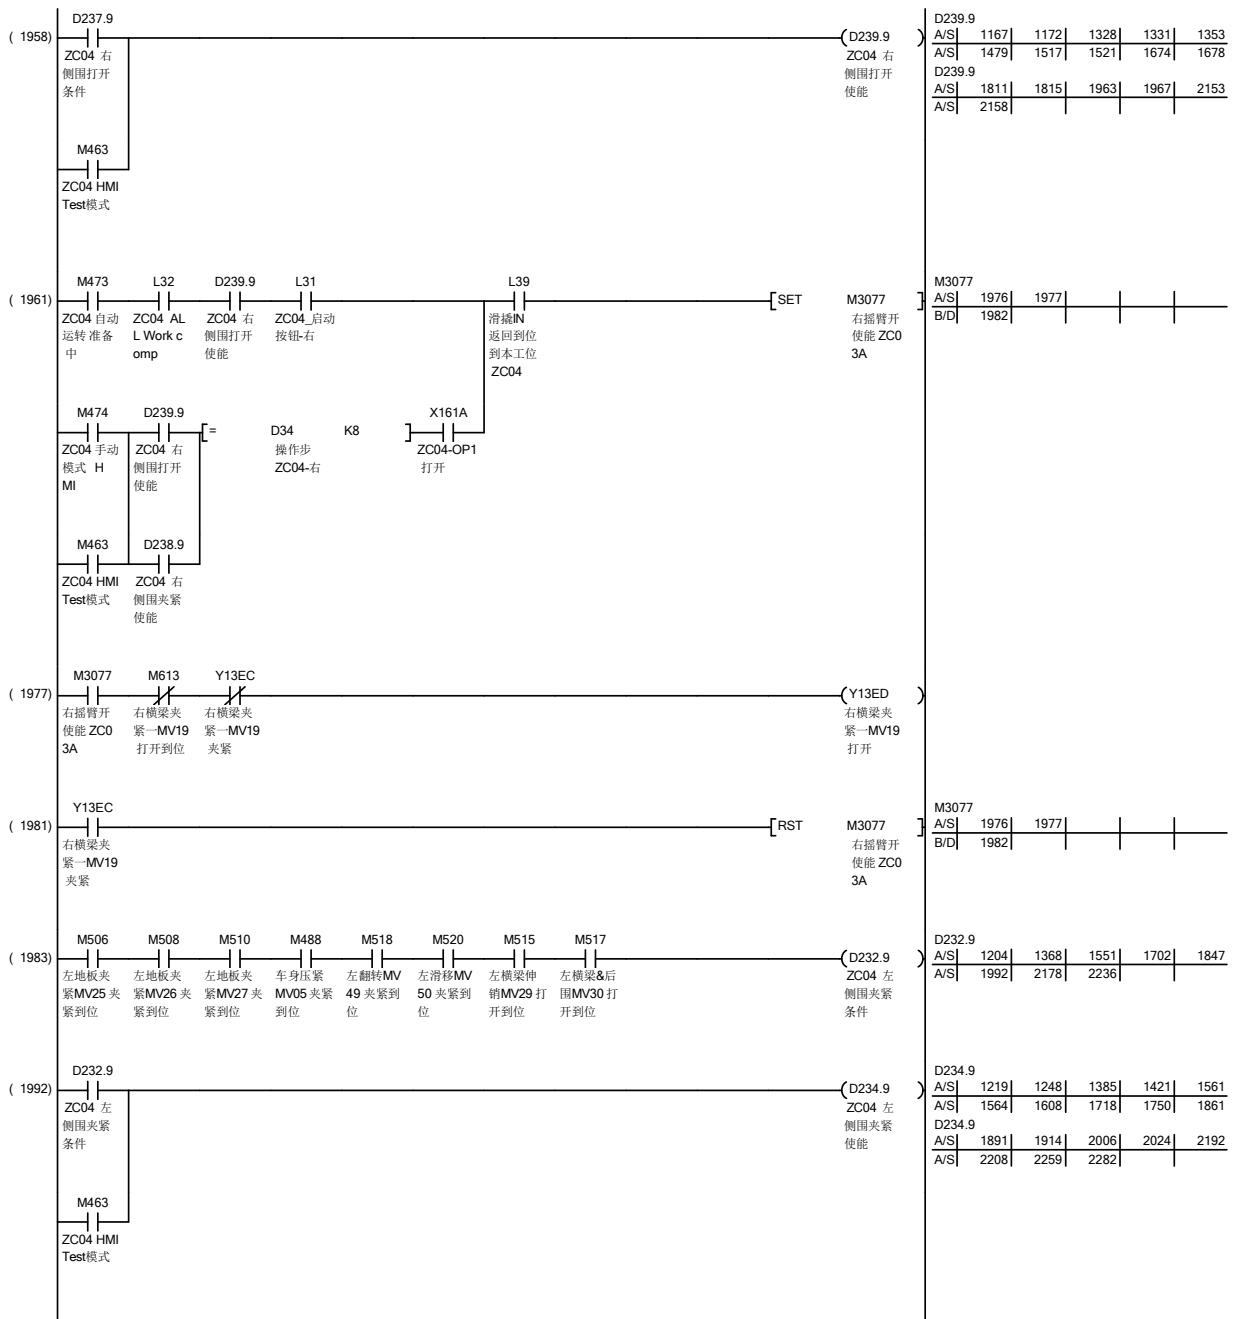 D237.9
( 1958)
ZC04 右
侧围打开
条件
(D239.9 )
ZC04 右
侧围打开
使能
D239.9
A/S 1167 1172 1328 1331 1353
A/S 1479 1517 1521 1674 1678
D239.9
A/S 1811 1815 1963 1967 2153
A/S 2158
M463
ZC04 HMI
Test模式
M473 L32 D239.9 L31 L39
( 1961) [SET M3077 ]
ZC04 自动 ZC04 AL ZC04 右 ZC04_启动 滑撬IN 右摇臂开
运转 准备 L Work c 侧围打开 按钮-右 返回到位 使能 ZC0
中 omp 使能 到本工位 3A
ZC04
M3077
A/S 1976 1977
B/D 1982
M474 D239.9 X161A
[= D34 K8 ]
ZC04 手动 ZC04 右 操作步 ZC04-OP1
模式 H 侧围打开 ZC04-右 打开
MI 使能
M463 D238.9
ZC04 HMI ZC04 右
Test模式 侧围夹紧
使能
M3077 M613 Y13EC
( 1977) (Y13ED )
右摇臂开 右横梁夹 右横梁夹 右横梁夹
使能 ZC0 紧一MV19 紧一MV19 紧一MV19
3A 打开到位 夹紧 打开
Y13EC
( 1981) [RST M3077 ]
右横梁夹 右摇臂开
紧一MV19 使能 ZC0
夹紧 3A
M3077
A/S 1976 1977
B/D 1982
M506 M508 M510 M488 M518 M520 M515 M517
( 1983) (D232.9 )
左地板夹 左地板夹 左地板夹 车身压紧 左翻转MV 左滑移MV 左横梁伸 左横梁&后 ZC04 左
紧MV25 夹 紧MV26 夹 紧MV27 夹 MV05 夹紧 49 夹紧到 50 夹紧到 销MV29 打 围MV30 打 侧围夹紧
紧到位 紧到位 紧到位 到位 位 位 开到位 开到位 条件
D232.9
A/S 1204 1368 1551 1702 1847
A/S 1992 2178 2236
D232.9
( 1992) (D234.9 )
ZC04 左 ZC04 左
侧围夹紧 侧围夹紧
条件 使能
D234.9
A/S 1219 1248 1385 1421 1561
A/S 1564 1608 1718 1750 1861
D234.9
A/S 1891 1914 2006 2024 2192
A/S 2208 2259 2282
M463
ZC04 HMI
Test模式